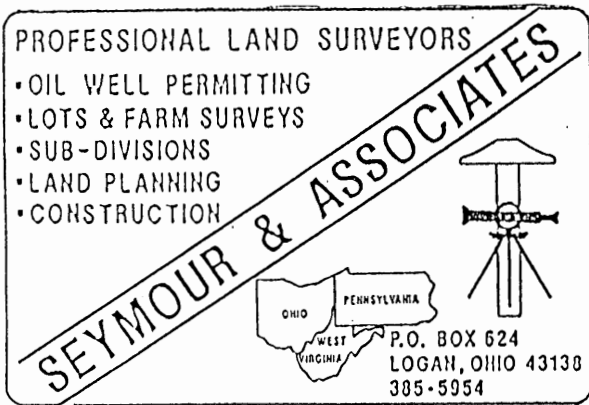 PROFESSIONAL LAND SURVEYORS
•OIL WELL PERMITTING
•LOTS & FARM SURVEYS
•SUB-DIVISIONS
•LAND PLANNING
•CONSTRUCTION
SEYMOUR & ASSOCIATES
OHIO
PENNSYLVANIA
WEST
VIRGINIA
P.O. BOX 624
LOGAN, OHIO 43138
385-5954